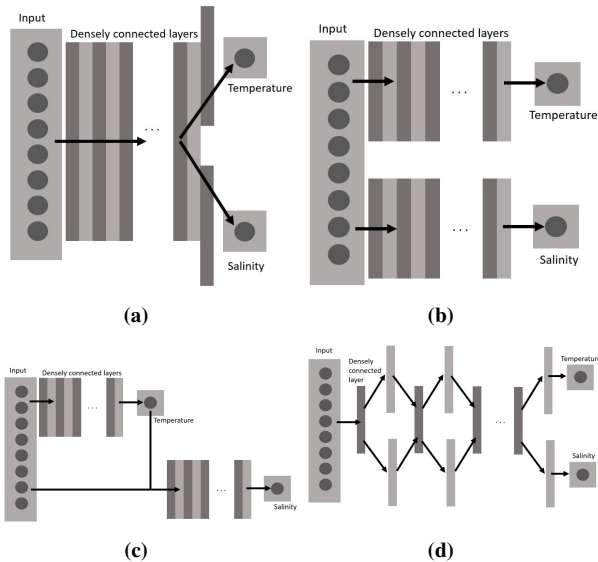 Input
Densely connected layers
. . .
Temperature
Salinity
(a)
Input
Densely connected layers
. . .
Temperature
. . .
Salinity
(b)
Input
Densely connected layers
. . .
Temperature
. . .
Salinity
(c)
Input
Densely
connected
layer
. . .
Temperature
Salinity
(d)